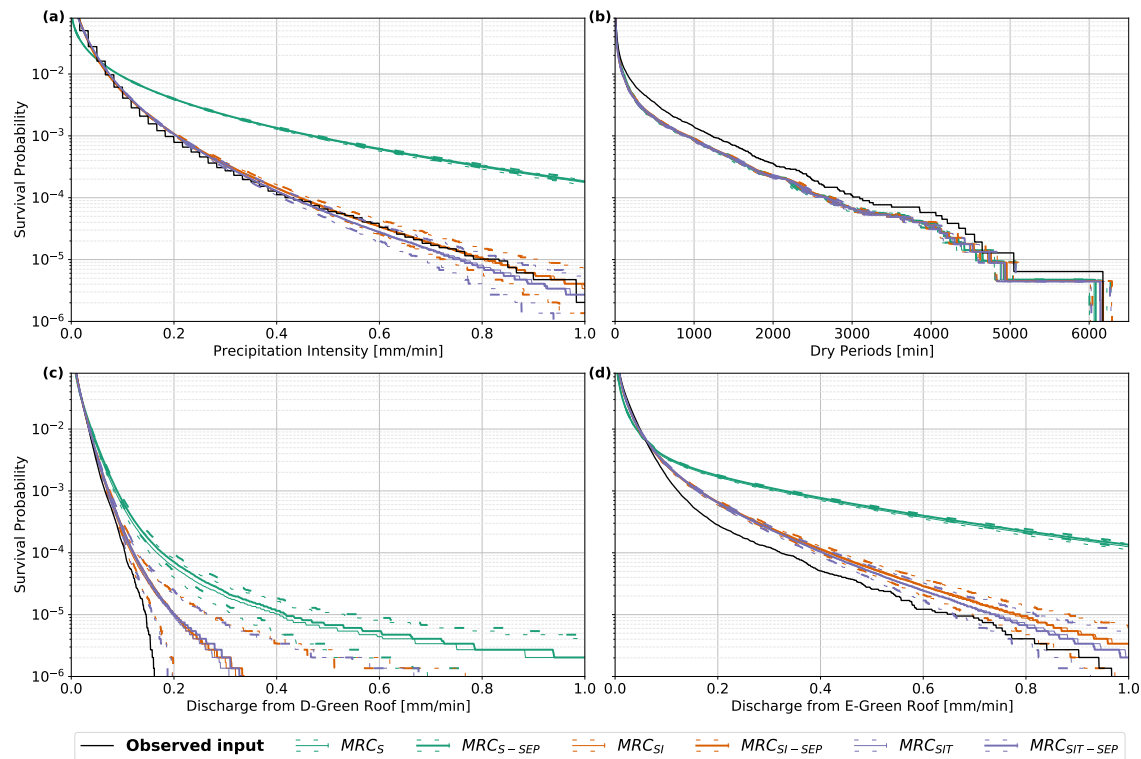 (a)
(b)
Survival Probability
10⁻²
10⁻³
10⁻⁴
10⁻⁵
10⁻⁶
0.0 0.2 0.4 0.6 0.8 1.0
Precipitation Intensity [mm/min]
0 1000 2000 3000 4000 5000 6000
Dry Periods [min]
(c)
(d)
Survival Probability
10⁻²
10⁻³
10⁻⁴
10⁻⁵
10⁻⁶
0.0 0.2 0.4 0.6 0.8 1.0
Discharge from D-Green Roof [mm/min]
0.0 0.2 0.4 0.6 0.8 1.0
Discharge from E-Green Roof [mm/min]
Observed input MRC_S MRC_S−SEP MRC_SI MRC_SI−SEP MRC_SIT MRC_SIT−SEP